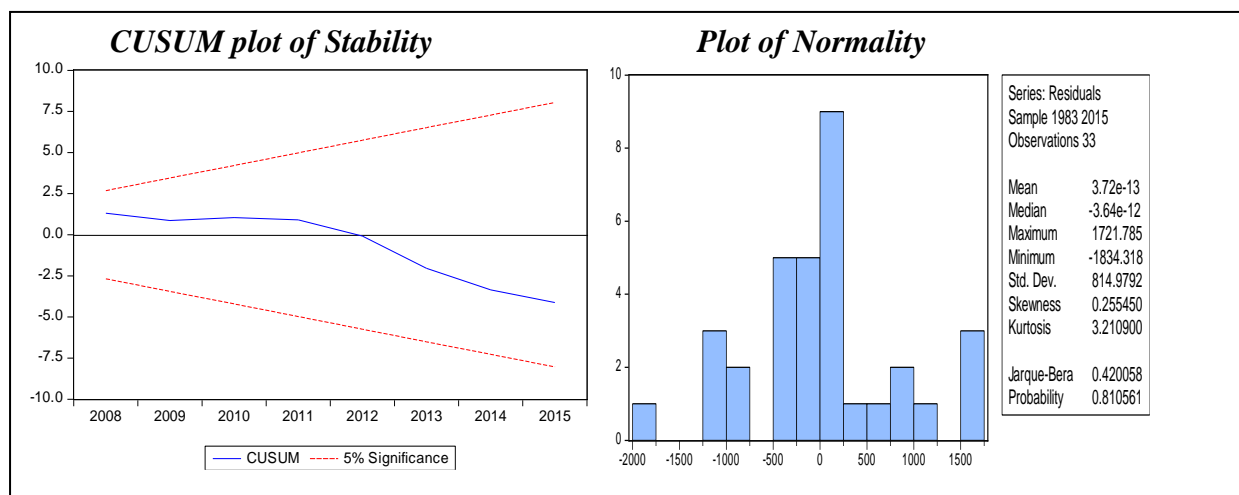 CUSUM plot of Stability
10.0
7.5
5.0
2.5
0.0
-2.5
-5.0
-7.5
-10.0
2008 2009 2010 2011 2012 2013 2014 2015
CUSUM 5% Significance
Plot of Normality
10
8
6
4
2
0
-2000 -1500 -1000 -500 0 500 1000 1500
Series: Residuals
Sample 1983 2015
Observations 33
Mean 3.72e-13
Median -3.64e-12
Maximum 1721.785
Minimum -1834.318
Std. Dev. 814.9792
Skewness 0.255450
Kurtosis 3.210900
Jarque-Bera 0.420058
Probability 0.810561